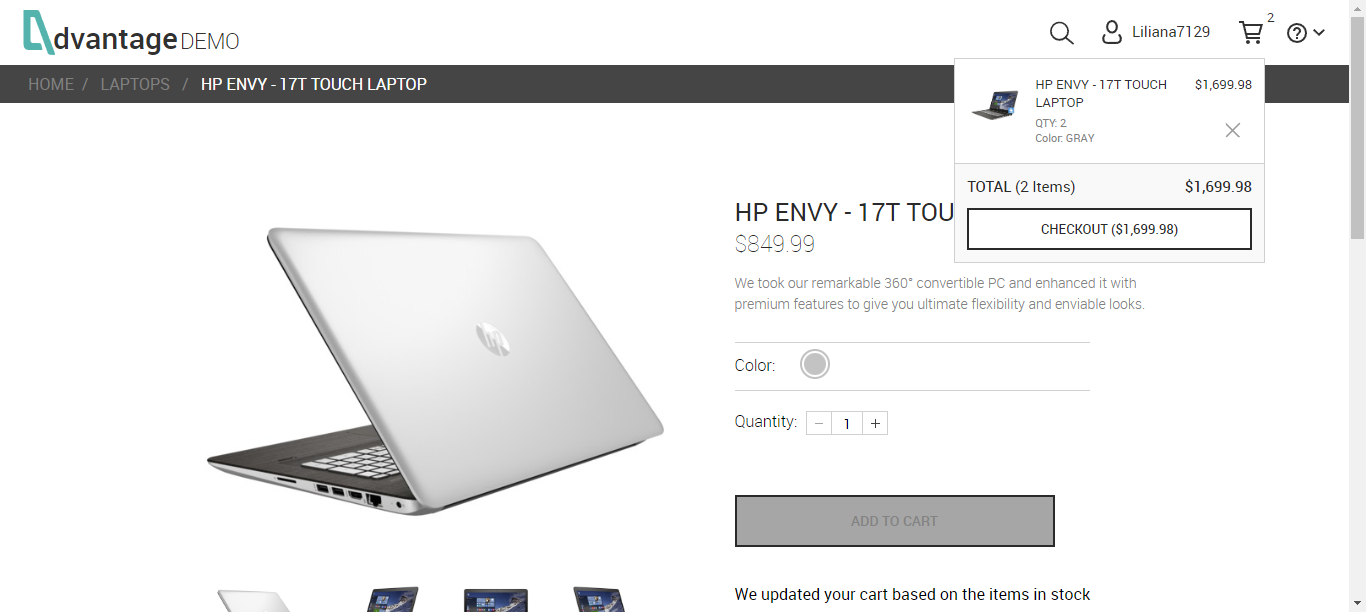 dvantage DEMO
Liliana7129
2
HOME / LAPTOPS / HP ENVY - 17T TOUCH LAPTOP
HP ENVY - 17T TOUCH $1,699.98
LAPTOP
QTY: 2
Color: GRAY
TOTAL (2 Items) $1,699.98
CHECKOUT ($1,699.98)
HP ENVY - 17T TOU
$849.99
We took our remarkable 360° convertible PC and enhanced it with
premium features to give you ultimate flexibility and enviable looks.
Color:
Quantity: − 1 +
ADD TO CART
We updated your cart based on the items in stock